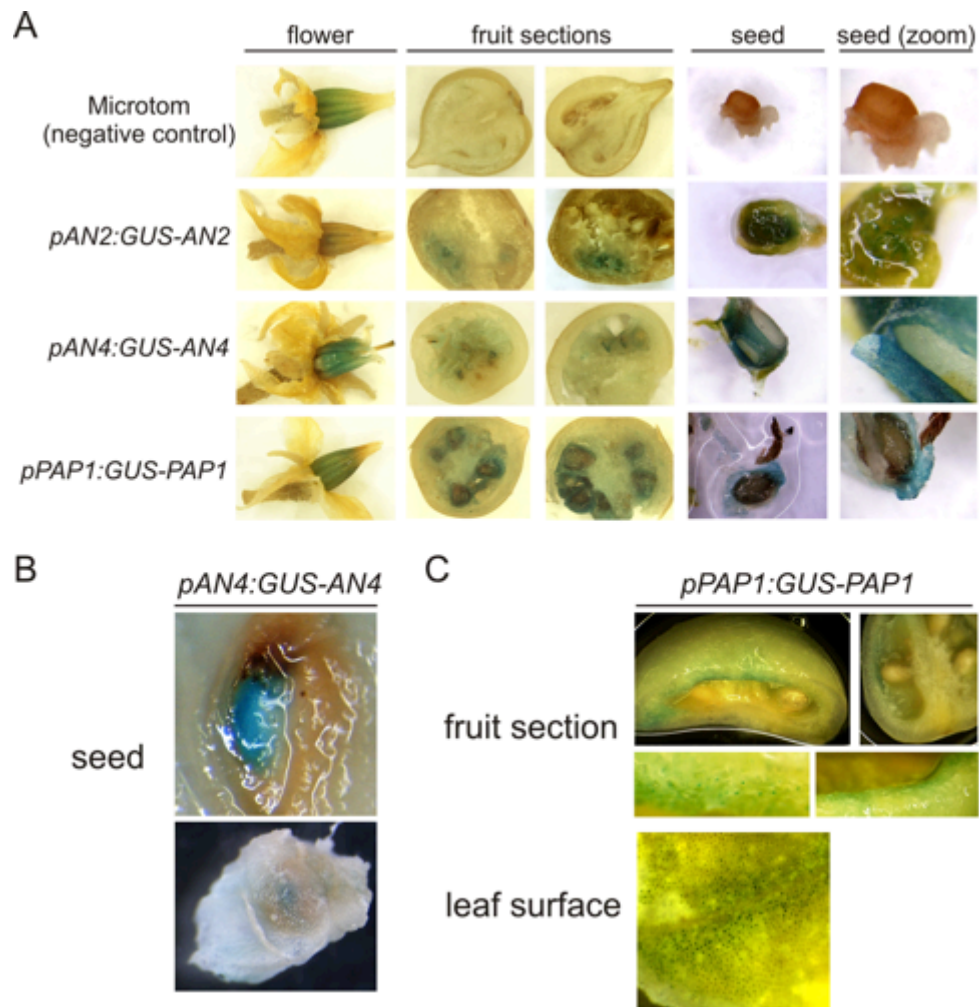 A
flower
fruit sections
seed
seed (zoom)
Microtom
(negative control)
pAN2:GUS-AN2
pAN4:GUS-AN4
pPAP1:GUS-PAP1
B
pAN4:GUS-AN4
seed
C
pPAP1:GUS-PAP1
fruit section
leaf surface